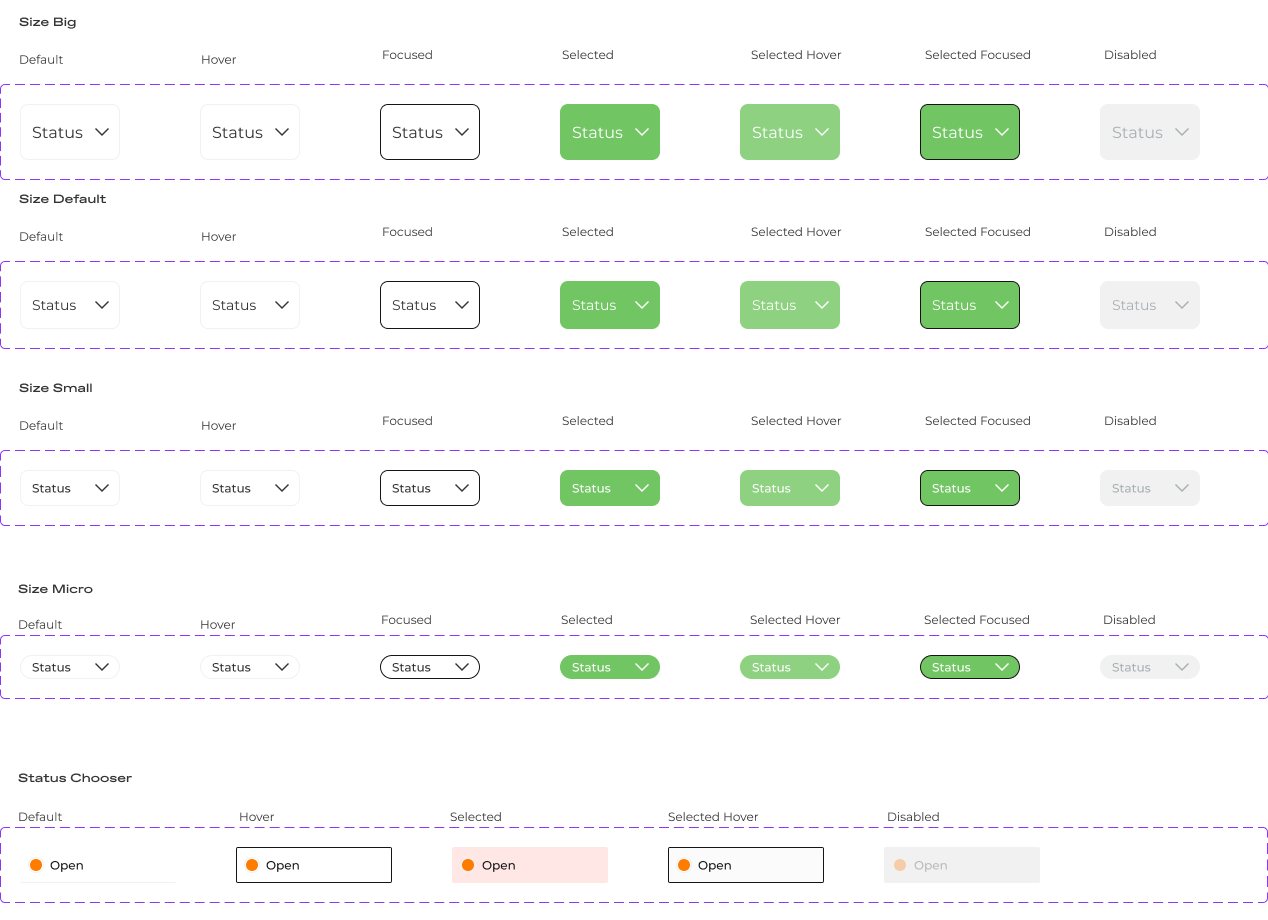 Size Big
Default Hover Focused Selected Selected Hover Selected Focused Disabled
Status Status Status Status Status Status Status
Size Default
Default Hover Focused Selected Selected Hover Selected Focused Disabled
Status Status Status Status Status Status Status
Size Small
Default Hover Focused Selected Selected Hover Selected Focused Disabled
Status Status Status Status Status Status Status
Size Micro
Default Hover Focused Selected Selected Hover Selected Focused Disabled
Status Status Status Status Status Status Status
Status Chooser
Default Hover Selected Selected Hover Disabled
Open Open Open Open Open